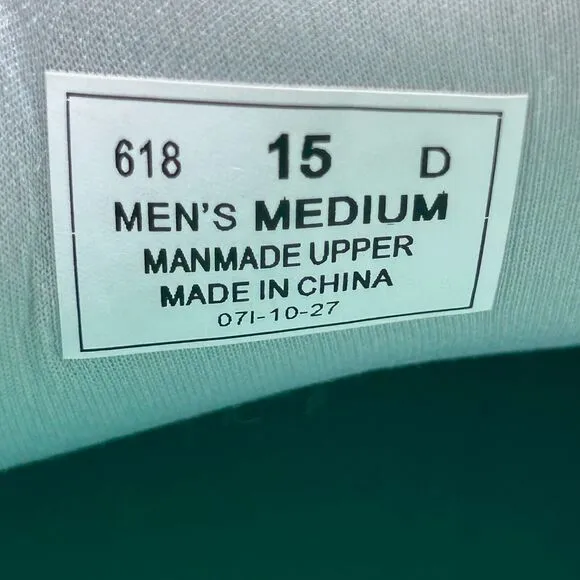 618 15 D
MEN'S MEDIUM
MANMADE UPPER
MADE IN CHINA
07I-10-27